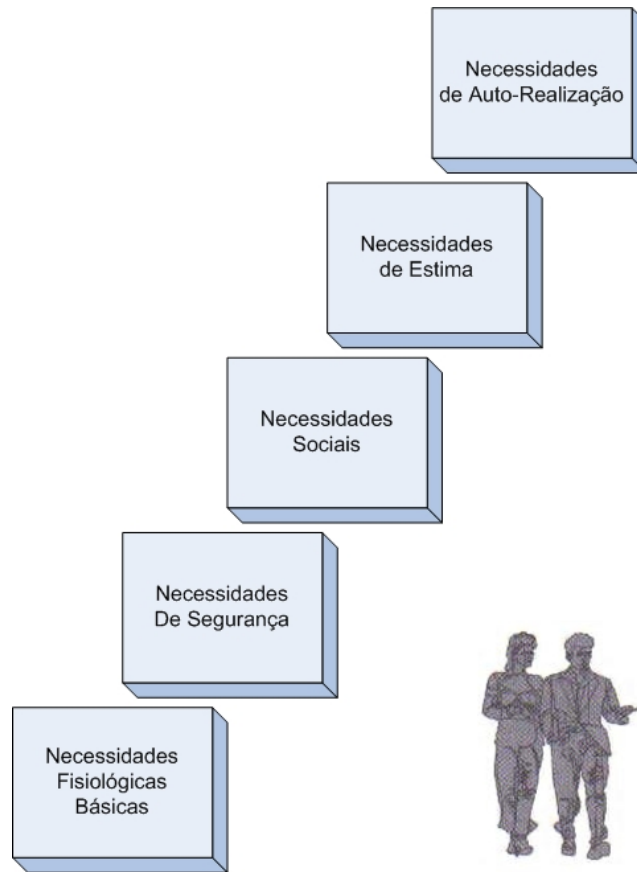 Necessidades
de Auto-Realização
Necessidades
de Estima
Necessidades
Sociais
Necessidades
De Segurança
Necessidades
Fisiológicas
Básicas